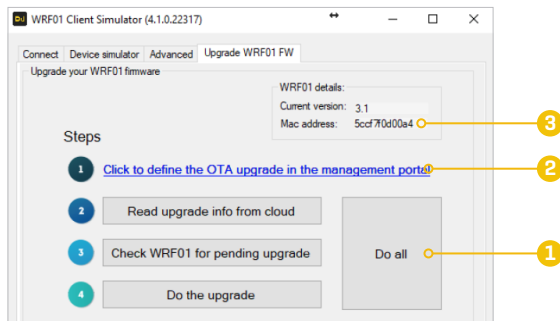 DJ WRF01 Client Simulator (4.1.0.22317)
Connect Device simulator Advanced Upgrade WRF01 FW
Upgrade your WRF01 firmware
WRF01 details:
Current version: 3.1
Mac address: 5ccf7f0d00a4 3
Steps
1 Click to define the OTA upgrade in the management portal 2
2 Read upgrade info from cloud
3 Check WRF01 for pending upgrade
Do all 1
4 Do the upgrade